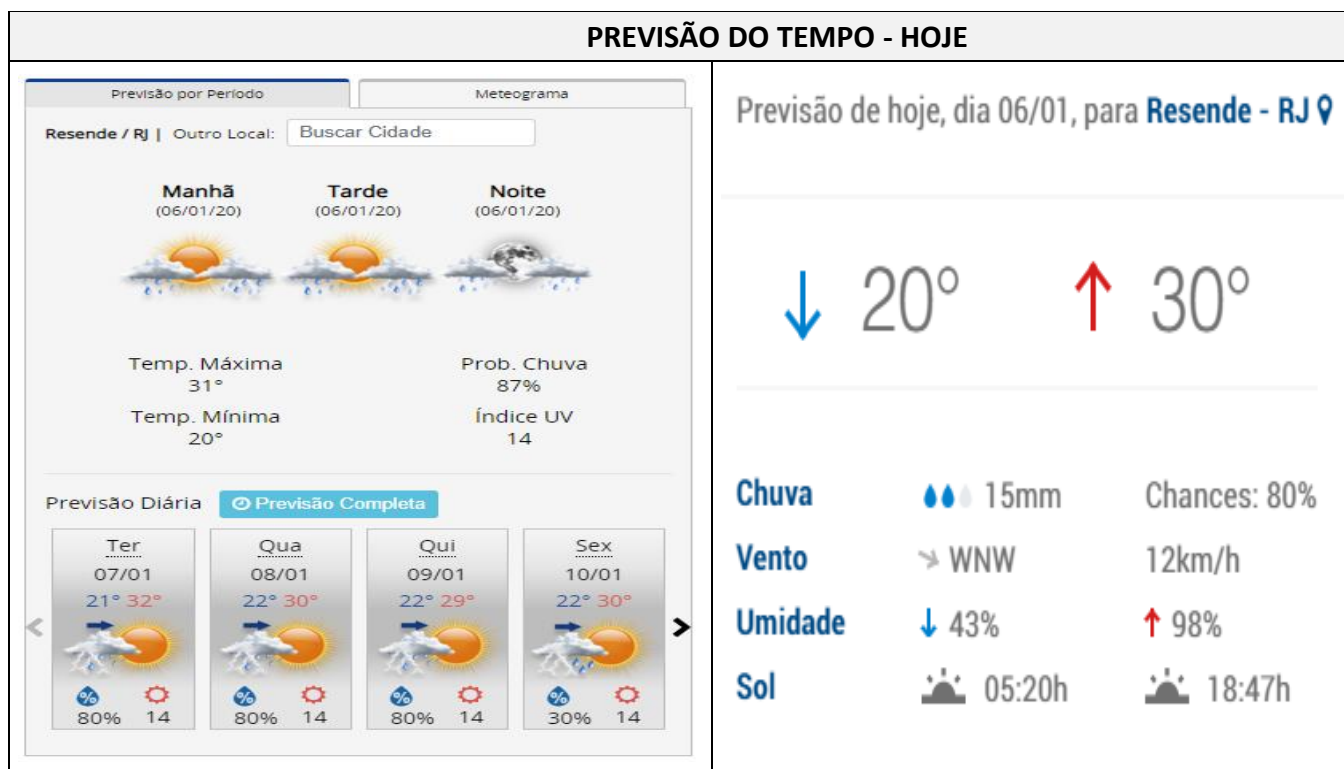 PREVISÃO DO TEMPO - HOJE
Previsão por Período
Meteograma
Resende / RJ | Outro Local: Buscar Cidade
Manhã Tarde Noite
(06/01/20) (06/01/20) (06/01/20)
Temp. Máxima Prob. Chuva
31° 87%
Temp. Mínima Índice UV
20° 14
Previsão Diária Previsão Completa
Ter Qua Qui Sex
07/01 08/01 09/01 10/01
21° 32° 22° 30° 22° 29° 22° 30°
% % % %
80% 14 80% 14 80% 14 30% 14
Previsão de hoje, dia 06/01, para Resende - RJ
20º 30º
Chuva 15mm Chances: 80%
Vento WNW 12km/h
Umidade 43% 98%
Sol 05:20h 18:47h